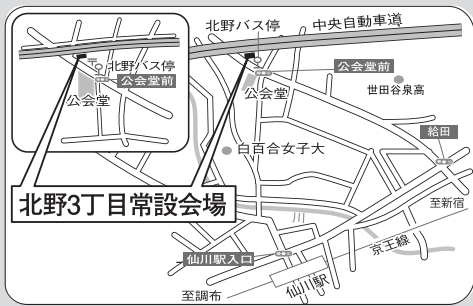 北野バス停
公会堂前
公会堂
北野バス停
中央自動車道
公会堂前
公会堂
世田谷泉高
給田
白百合女子大
北野3丁目常設会場
至新宿
京王線
仙川駅入口
仙川駅
至調布